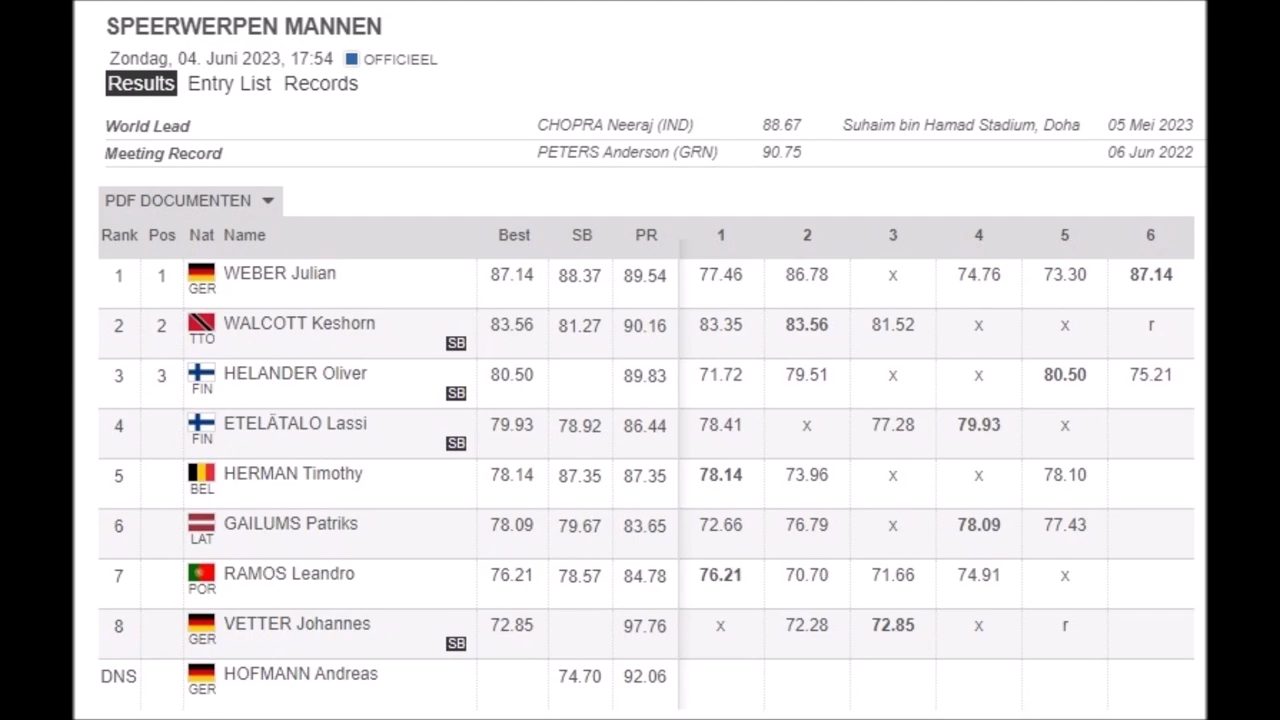 SPEERWERPEN MANNEN
Zondag, 04. Juni 2023, 17:54 OFFICIEEL
Results Entry List Records
World Lead CHOPRA Neeraj (IND) 88.67 Suhaim bin Hamad Stadium, Doha 05 Mei 2023
Meeting Record PETERS Anderson (GRN) 90.75 06 Jun 2022
PDF DOCUMENTEN
Rank Pos Nat Name Best SB PR 1 2 3 4 5 6
1 1 GER WEBER Julian 87.14 88.37 89.54 77.46 86.78 x 74.76 73.30 87.14
2 2 TTO WALCOTT Keshorn SB 83.56 81.27 90.16 83.35 83.56 81.52 x x r
3 3 FIN HELANDER Oliver SB 80.50 89.83 71.72 79.51 x x 80.50 75.21
4 FIN ETELÄTALO Lassi SB 79.93 78.92 86.44 78.41 x 77.28 79.93 x
5 BEL HERMAN Timothy 78.14 87.35 87.35 78.14 73.96 x x 78.10
6 LAT GAILUMS Patriks 78.09 79.67 83.65 72.66 76.79 x 78.09 77.43
7 POR RAMOS Leandro 76.21 78.57 84.78 76.21 70.70 71.66 74.91 x
8 GER VETTER Johannes SB 72.85 97.76 x 72.28 72.85 x r
DNS GER HOFMANN Andreas 74.70 92.06